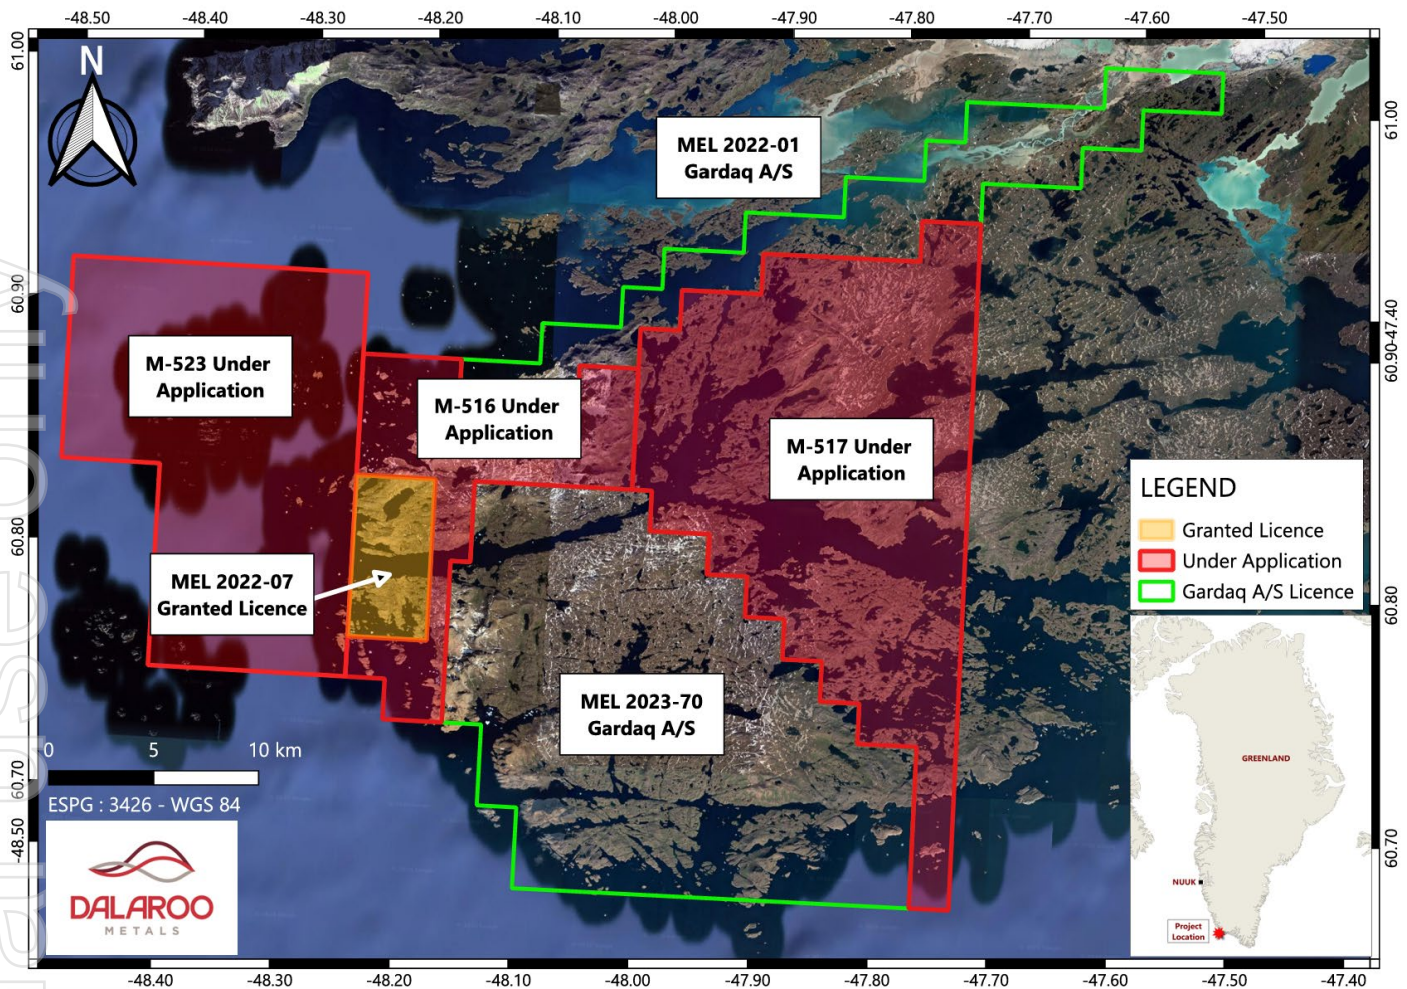 -48.50 -48.40 -48.30 -48.20 -48.10 -48.00 -47.90 -47.80 -47.70 -47.60 -47.50
61.00
60.90
60.80
60.70
-48.50
N
MEL 2022-01
Gardaq A/S
M-523 Under
Application
M-516 Under
Application
M-517 Under
Application
MEL 2022-07
Granted Licence
MEL 2023-70
Gardaq A/S
61.00
-47.40
60.90
60.80
60.70
LEGEND
Granted Licence
Under Application
Gardaq A/S Licence
0 5 10 km
ESPG : 3426 - WGS 84
DALAROO
METALS
GREENLAND
NUUK
Project
Location
-48.40 -48.30 -48.20 -48.10 -48.00 -47.90 -47.80 -47.70 -47.60 -47.50 -47.40